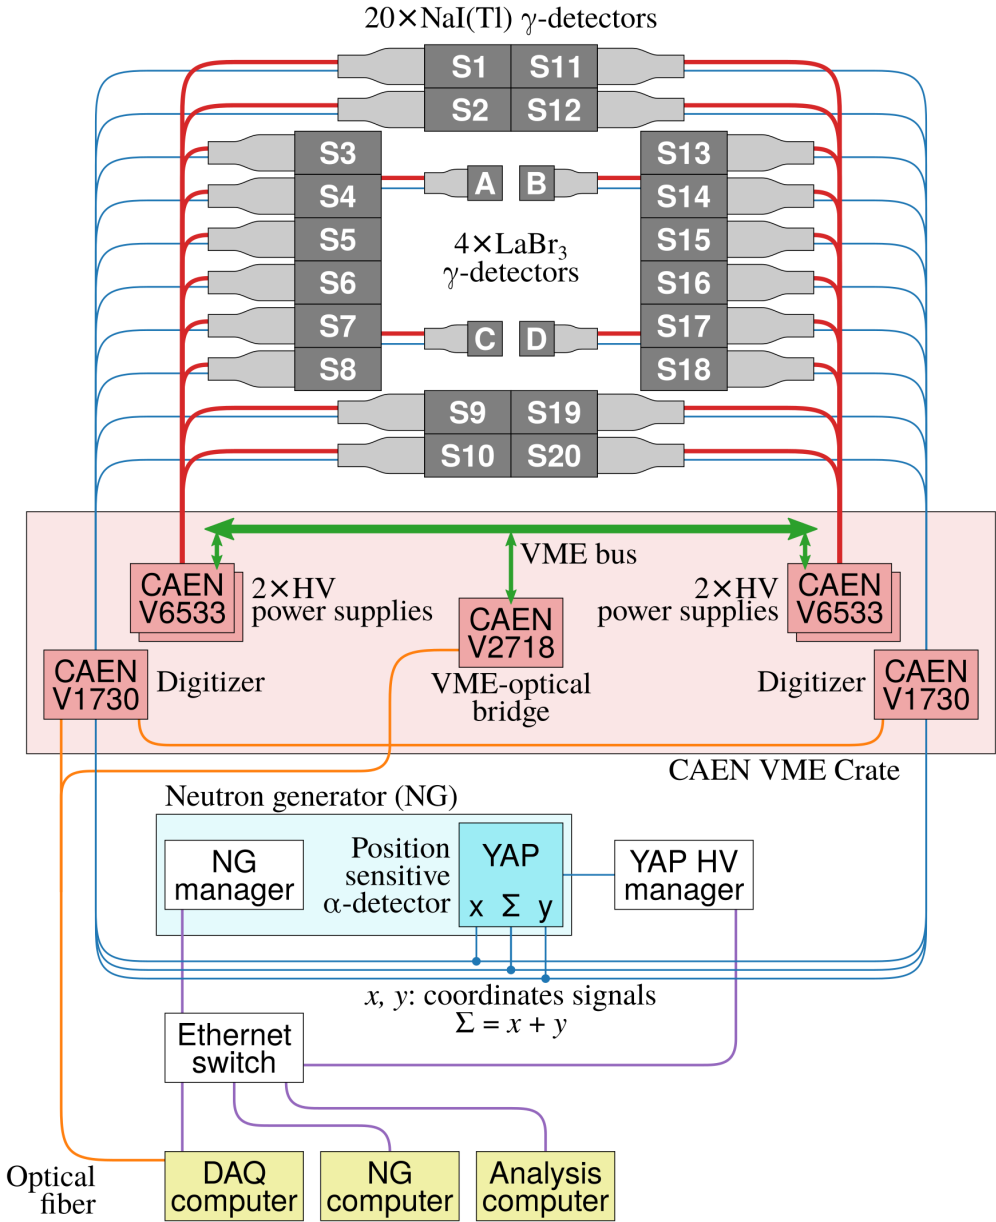 20×NaI(Tl) γ-detectors
S1 S11
S2 S12
S3 S13
A B
S4 S14
S5 S15
4×LaBr₃
γ-detectors
S6 S16
S7 S17
C D
S8 S18
S9 S19
S10 S20
VME bus
CAEN
V6533
2×HV
power supplies
2×HV
power supplies
CAEN
V6533
CAEN
V2718
VME-optical
bridge
CAEN
V1730
Digitizer
Digitizer
CAEN
V1730
CAEN VME Crate
Neutron generator (NG)
NG
manager
Position
sensitive
α-detector
YAP
x Σ y
YAP HV
manager
x, y: coordinates signals
Σ = x + y
Ethernet
switch
Optical
fiber
DAQ
computer
NG
computer
Analysis
computer